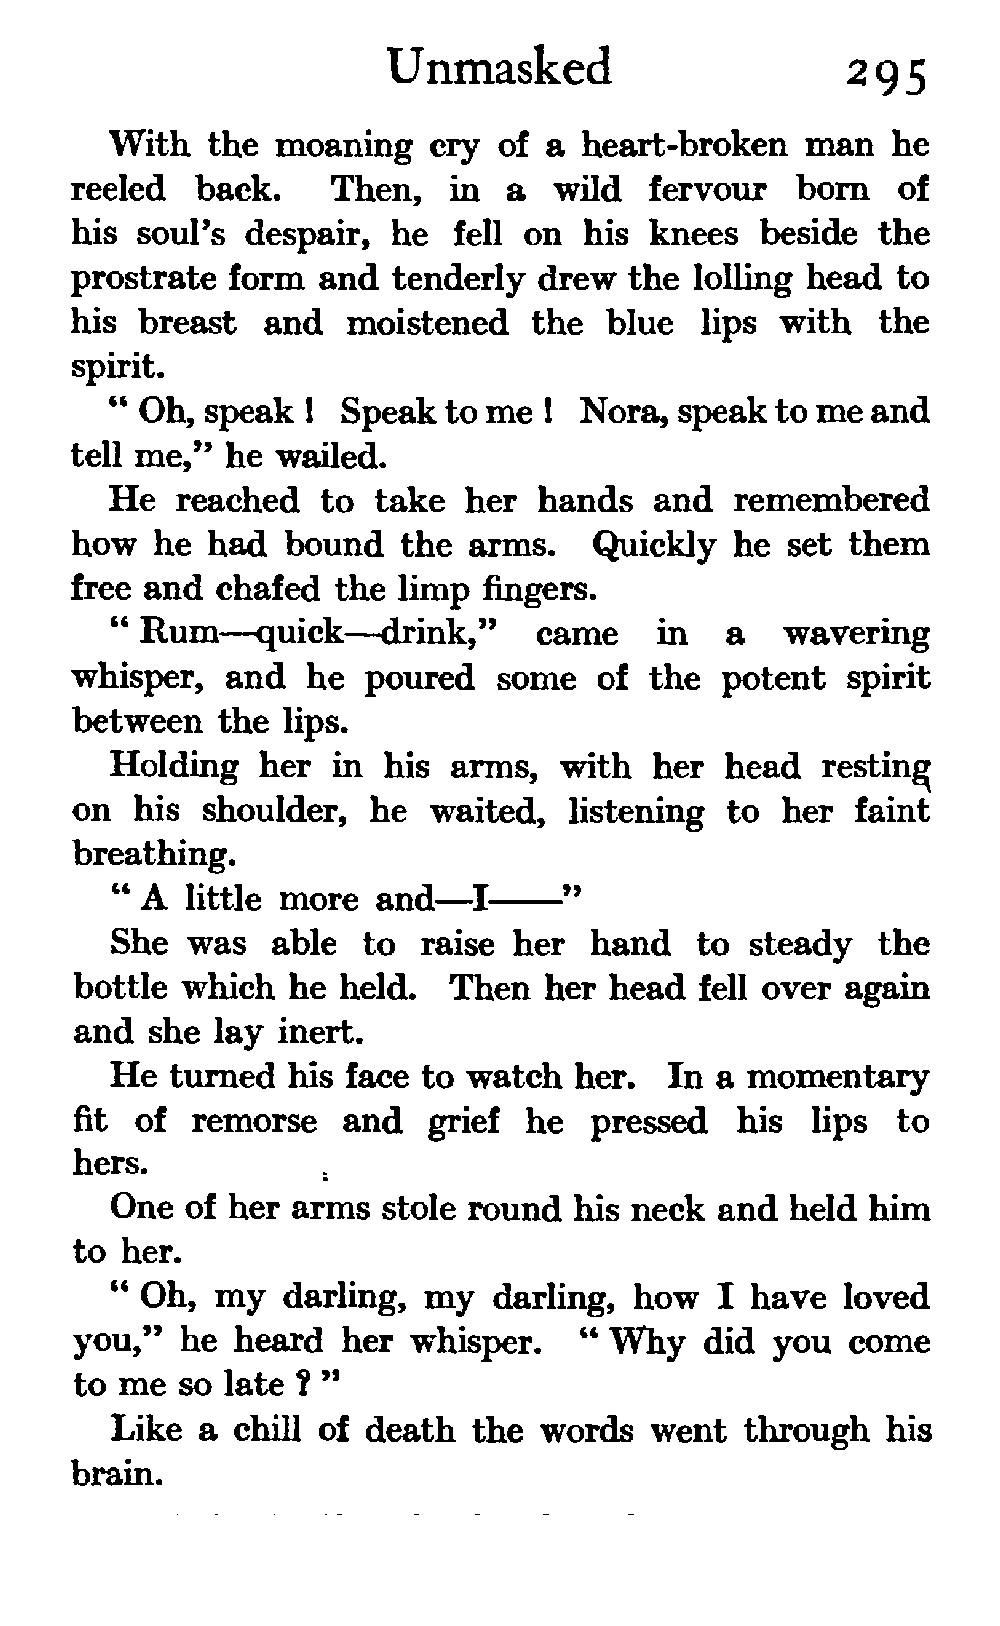 Unmasked 295
With the moaning cry of a heart-broken man he
reeled back. Then, in a wild fervour born of
his soul's despair, he fell on his knees beside the
prostrate form and tenderly drew the lolling head to
his breast and moistened the blue lips with the
spirit.
“ Oh, speak ! Speak to me ! Nora, speak to me and
tell me,” he wailed.
He reached to take her hands and remembered
how he had bound the arms. Quickly he set them
free and chafed the limp fingers.
“ Rum—quick—drink,” came in a wavering
whisper, and he poured some of the potent spirit
between the lips.
Holding her in his arms, with her head resting
on his shoulder, he waited, listening to her faint
breathing.
“ A little more and—I——”
She was able to raise her hand to steady the
bottle which he held. Then her head fell over again
and she lay inert.
He turned his face to watch her. In a momentary
fit of remorse and grief he pressed his lips to
hers.
One of her arms stole round his neck and held him
to her.
“ Oh, my darling, my darling, how I have loved
you,” he heard her whisper. “ Why did you come
to me so late ? ”
Like a chill of death the words went through his
brain.